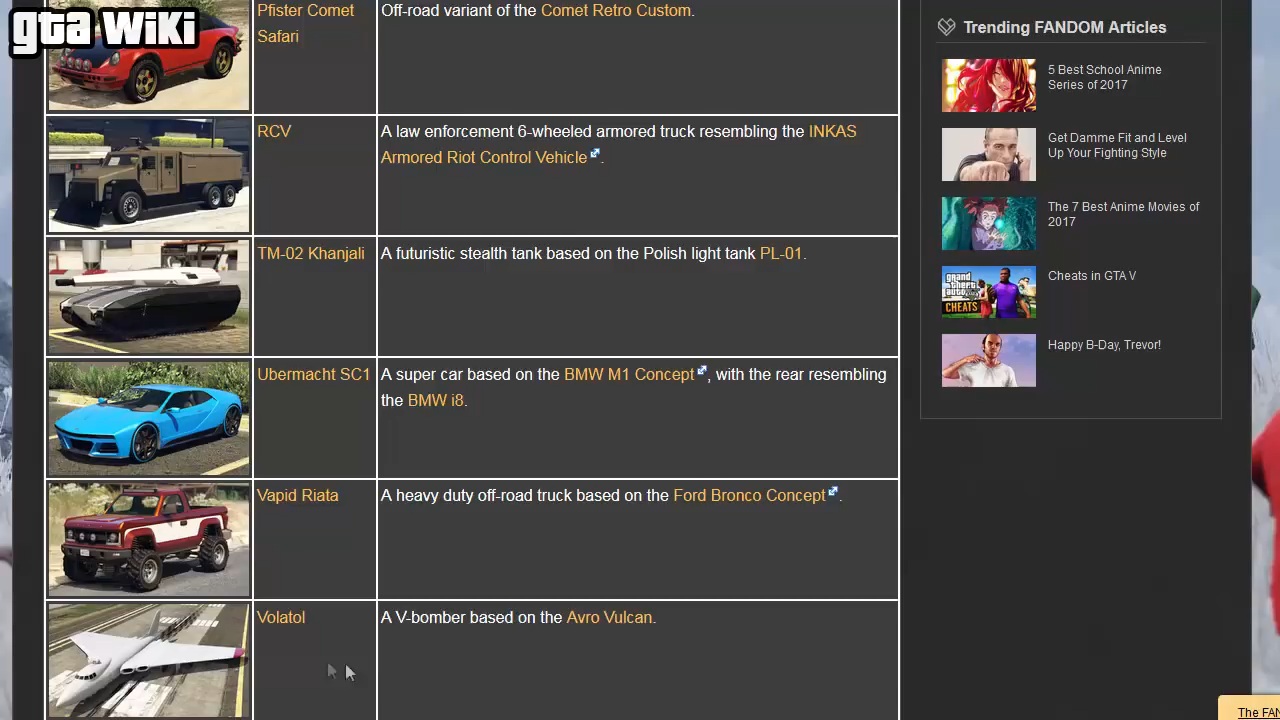 gta wiki
Pfister Comet
Safari
Off-road variant of the Comet Retro Custom.
RCV
A law enforcement 6-wheeled armored truck resembling the INKAS
Armored Riot Control Vehicle.
TM-02 Khanjali
A futuristic stealth tank based on the Polish light tank PL-01.
Ubermacht SC1
A super car based on the BMW M1 Concept, with the rear resembling
the BMW i8.
Vapid Riata
A heavy duty off-road truck based on the Ford Bronco Concept.
Volatol
A V-bomber based on the Avro Vulcan.
Trending FANDOM Articles
5 Best School Anime
Series of 2017
Get Damme Fit and Level
Up Your Fighting Style
The 7 Best Anime Movies of
2017
grand
theft
auto
CHEATS
Cheats in GTA V
Happy B-Day, Trevor!
The FAN